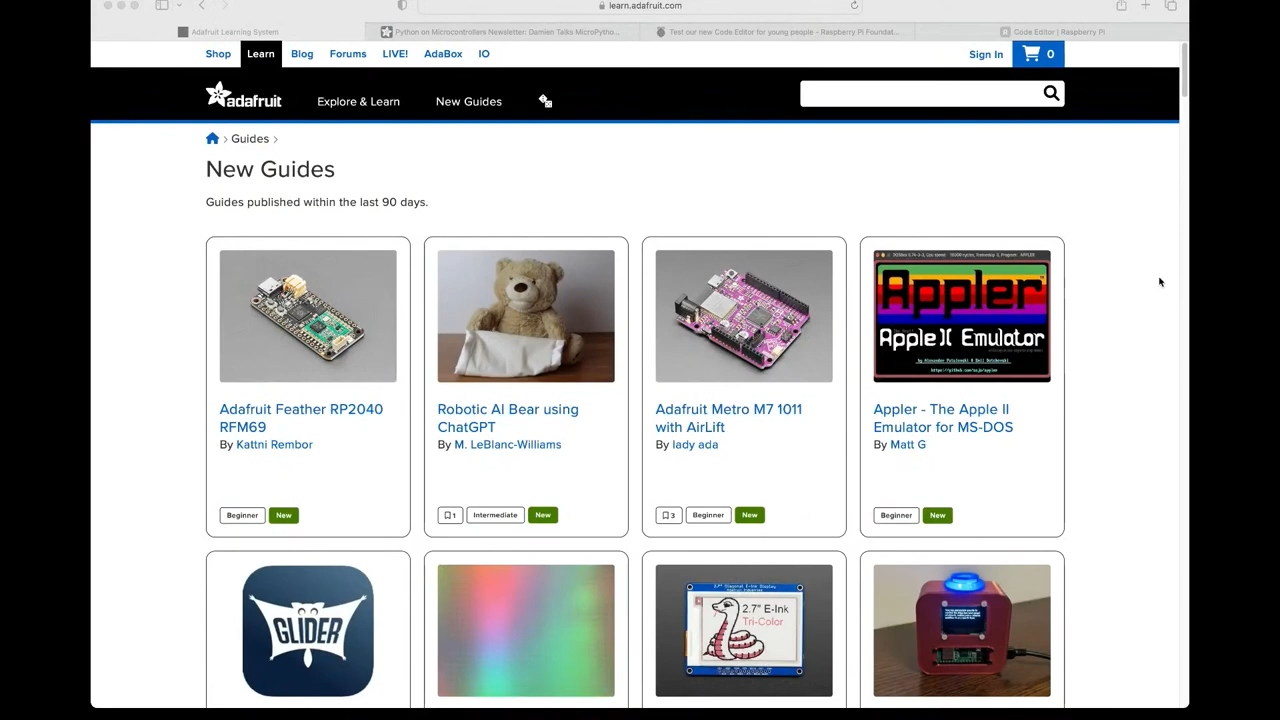 learn.adafruit.com
Adafruit Learning System
Python on Microcontrollers Newsletter: Damien Talks MicroPytho...
Test our new Code Editor for young people - Raspberry Pi Foundat...
Code Editor | Raspberry Pi
Shop Learn Blog Forums LIVE! AdaBox IO Sign In 0
adafruit Explore & Learn New Guides
Guides
New Guides
Guides published within the last 90 days.
Appler
Apple ][ Emulator
2.7" E-Ink
Tri-Color
GLIDER
Adafruit Feather RP2040
RFM69
By Kattni Rembor
Beginner New
Robotic AI Bear using
ChatGPT
By M. LeBlanc-Williams
1 Intermediate New
Adafruit Metro M7 1011
with AirLift
By lady ada
3 Beginner New
Appler - The Apple II
Emulator for MS-DOS
By Matt G
Beginner New